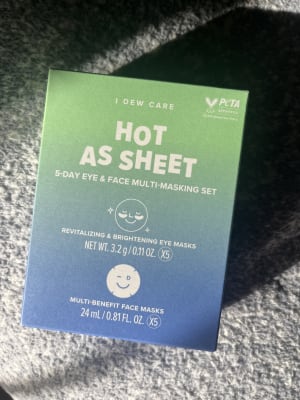 I DEW CARE
PETA
HOT
AS SHEET
5-DAY EYE & FACE MULTI-MASKING SET
REVITALIZING & BRIGHTENING EYE MASKS
NET WT. 3.2 g / 0.11 OZ. X5
MULTI-BENEFIT FACE MASKS
24 mL / 0.81 FL. OZ. X5